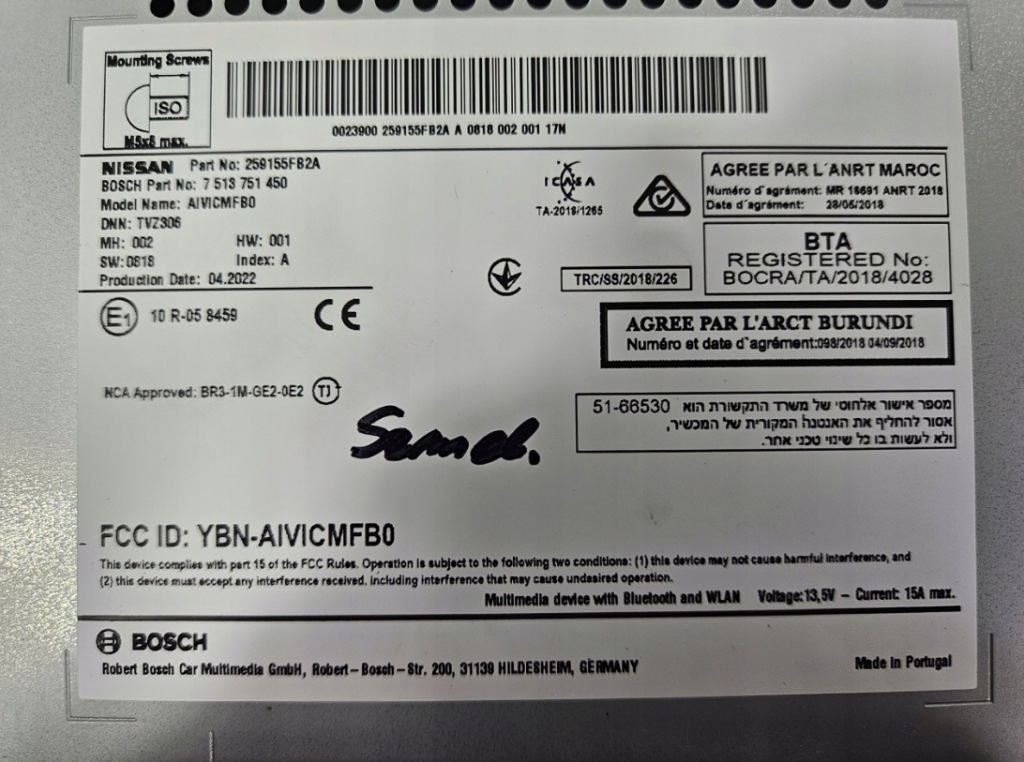 Mounting Screws
ISO
M5x8 max.
0023900 259155FB2A A 0818 002 001 17N
NISSAN Part No: 259155FB2A
BOSCH Part No: 7 513 751 450
Model Name: AIVICMFB0
DNN: TVZ306
MH: 002 HW: 001
SW:0818 Index: A
Production Date: 04.2022
ICASA
TA-2018/1265
AGREE PAR L´ANRT MAROC
Numéro d´agrément: MR 16691 ANRT 2018
Date d´agrément: 28/05/2018
BTA
REGISTERED No:
BOCRA/TA/2018/4028
TRC/SS/2018/226
E1 10 R-05 8459
CE
AGREE PAR L'ARCT BURUNDI
Numéro et date d`agrément:098/2018 04/09/2018
NCA Approved: BR3-1M-GE2-0E2 TJ
מספר אישור אלחוטי של משרד התקשורת הוא 51-66530
אסור להחליף את האנטנה המקורית של המכשיר,
ולא לעשות בו כל שינוי טכני אחר.
FCC ID: YBN-AIVICMFB0
This device complies with part 15 of the FCC Rules. Operation is subject to the following two conditions: (1) this device may not cause harmful interference, and
(2) this device must accept any interference received, including interference that may cause undesired operation.
Multimedia device with Bluetooth and WLAN Voltage:13,5V – Current: 15A max.
BOSCH
Robert Bosch Car Multimedia GmbH, Robert-Bosch-Str. 200, 31139 HILDESHEIM, GERMANY
Made in Portugal